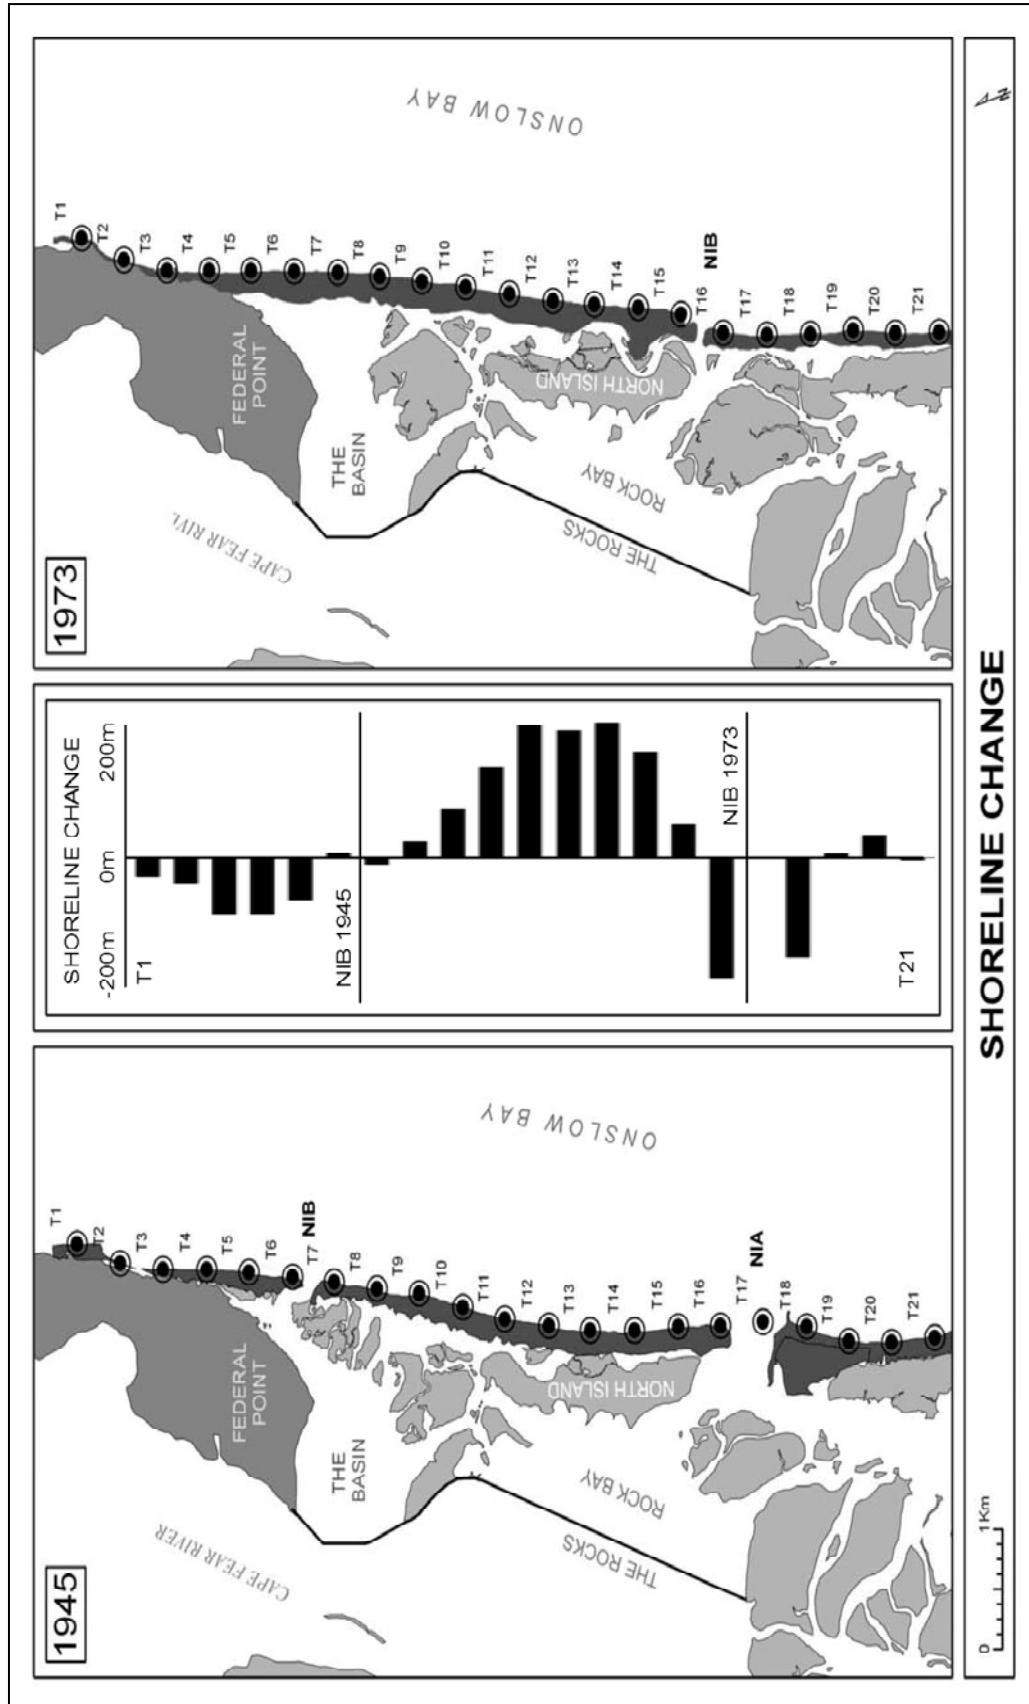 1945
CAPE FEAR RIVER
FEDERAL
POINT
THE
BASIN
ROCK BAY
THE ROCKS
NORTH ISLAND
ONSLOW BAY
T1
T2
T3
T4
T5
T6
NIB
T7
T8
T9
T10
T11
T12
T13
T14
T15
T16
T17
NIA
T18
T19
T20
T21
0 1Km
SHORELINE CHANGE
-200m 0m 200m
T1
NIB 1945
NIB 1973
T21
1973
CAPE FEAR
FEDERAL
POINT
THE
BASIN
ROCK BAY
THE ROCKS
NORTH ISLAND
ONSLOW BAY
T1
T2
T3
T4
T5
T6
T7
T8
T9
T10
T11
T12
T13
T14
T15
T16
NIB
T17
T18
T19
T20
T21
SHORELINE CHANGE
N